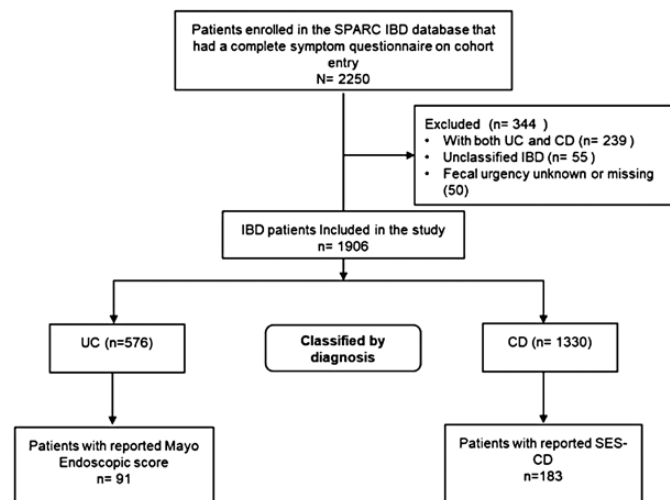 Patients enrolled in the SPARC IBD database that
had a complete symptom questionnaire on cohort
entry
N= 2250
Excluded (n= 344 )
• With both UC and CD (n= 239 )
• Unclassified IBD (n= 55 )
• Fecal urgency unknown or missing
(50)
IBD patients Included in the study
n= 1906
UC (n=576)
Classified by
diagnosis
CD (n= 1330)
Patients with reported Mayo
Endoscopic score
n= 91
Patients with reported SES-
CD
n=183